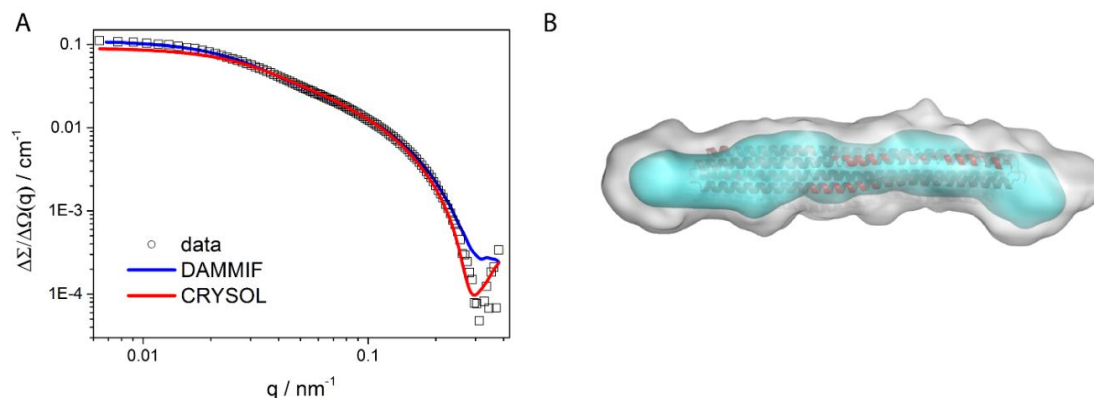 A
B
ΔΣ/ΔΩ(q) / cm⁻¹
0.1
0.01
1E-3
1E-4
data
DAMMIF
CRYSOL
0.01
0.1
q / nm⁻¹